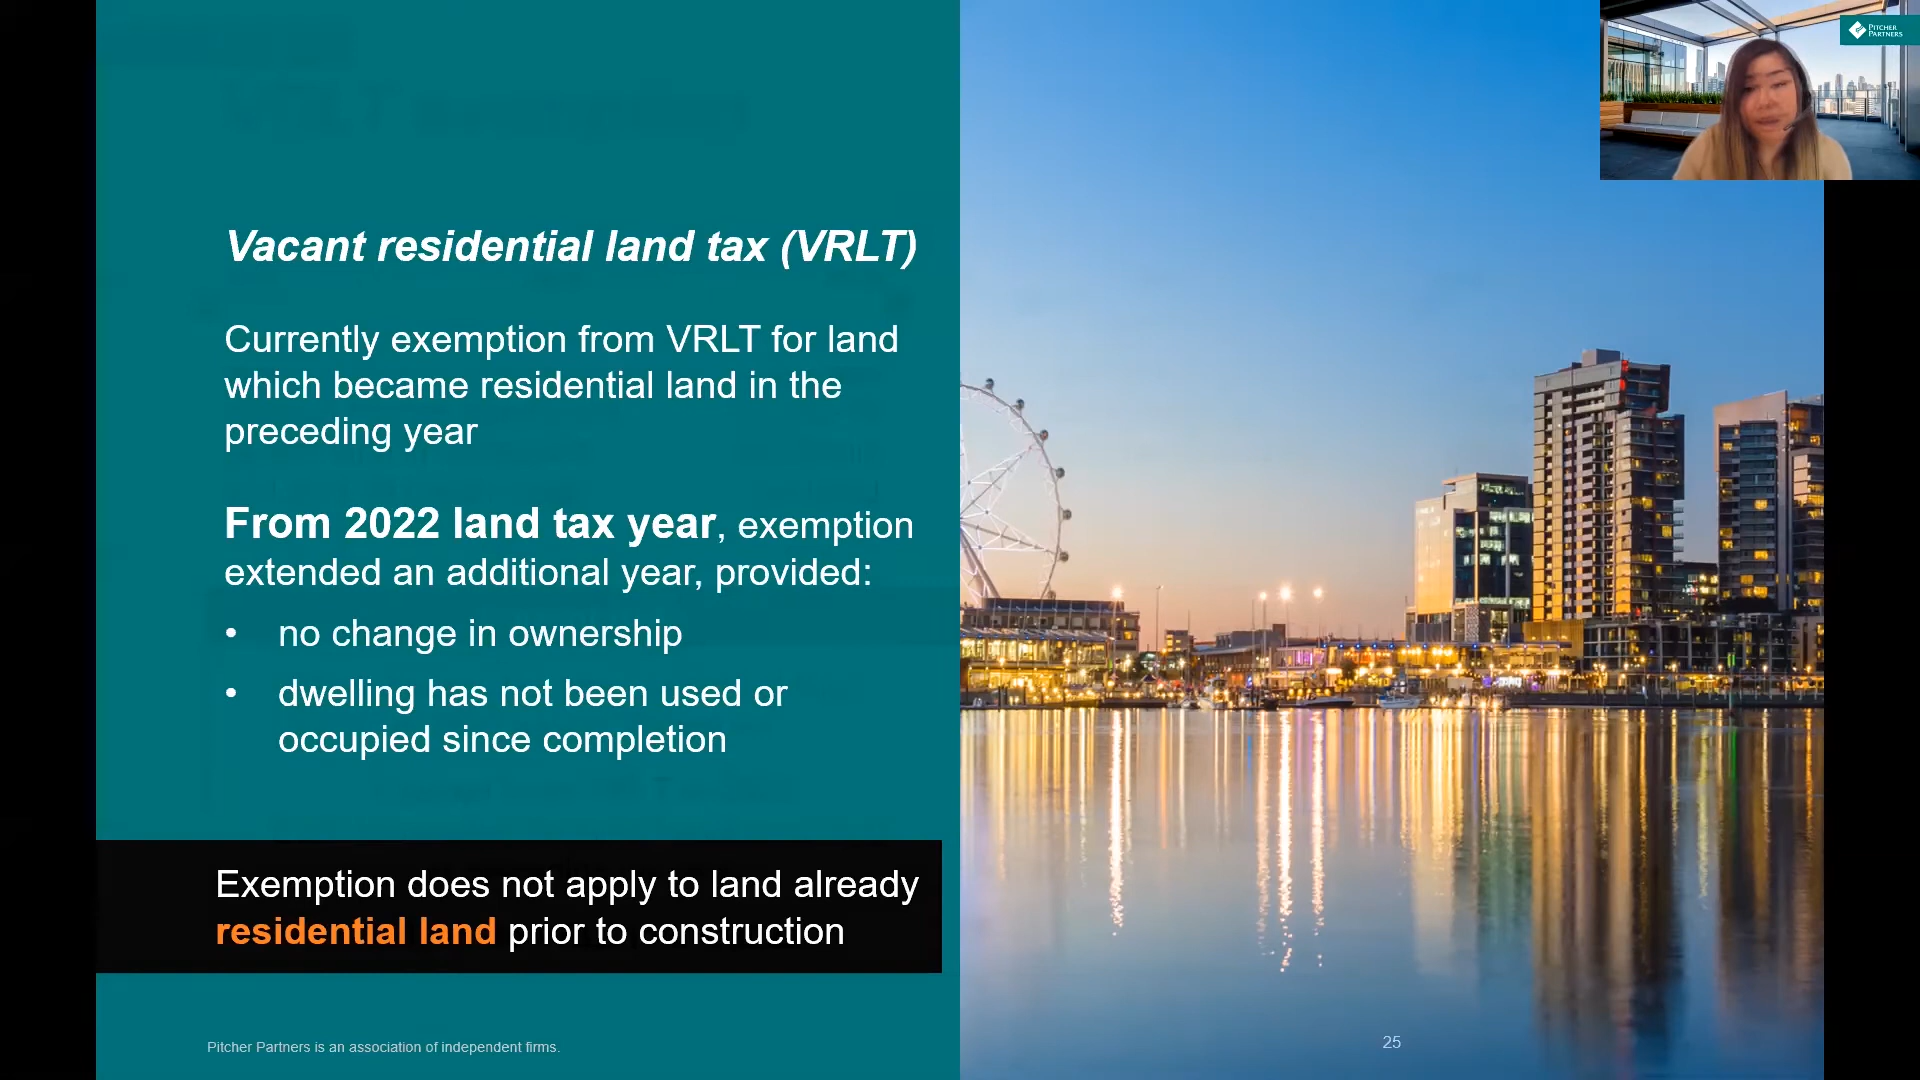 PITCHER
PARTNERS
Vacant residential land tax (VRLT)
Currently exemption from VRLT for land
which became residential land in the
preceding year
From 2022 land tax year, exemption
extended an additional year, provided:
• no change in ownership
• dwelling has not been used or
occupied since completion
Exemption does not apply to land already
residential land prior to construction
Pitcher Partners is an association of independent firms.
25